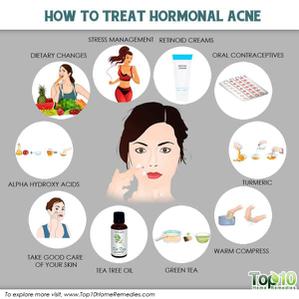 HOW TO TREAT HORMONAL ACNE
STRESS MANAGEMENT
RETINOID CREAMS
DIETARY CHANGES
ORAL CONTRACEPTIVES
ALPHA HYDROXY ACIDS
TURMERIC
TAKE GOOD CARE
OF YOUR SKIN
TEA TREE OIL
GREEN TEA
WARM COMPRESS
Top10
Home Remedies
To explore more, visit www.Top10HomeRemedies.com